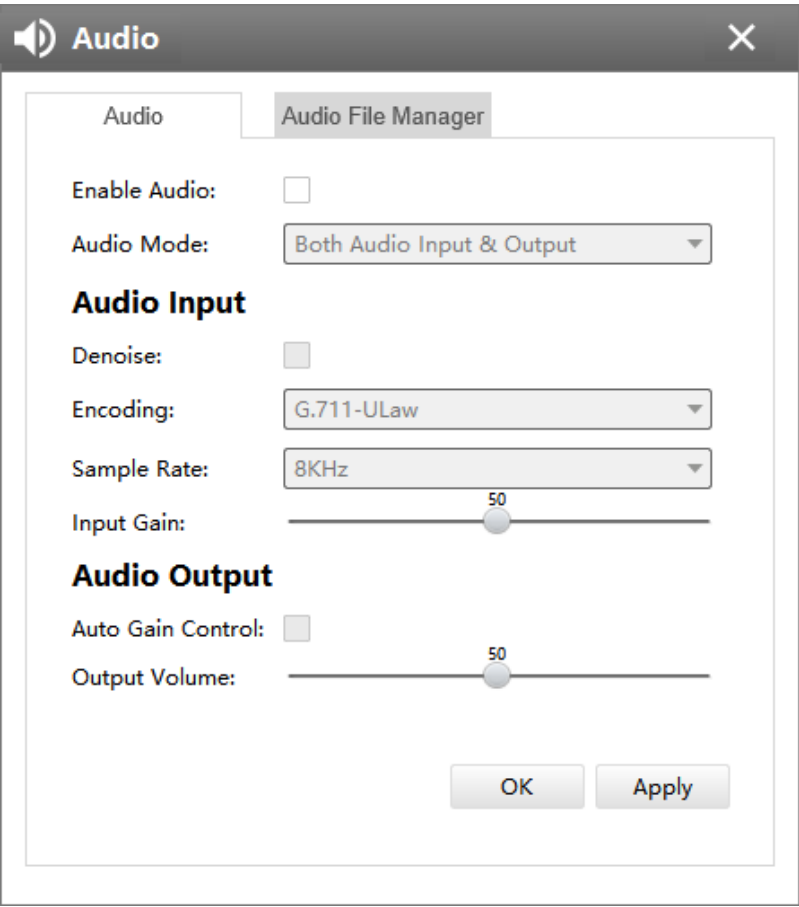 Audio
Audio Audio File Manager
Enable Audio:
Audio Mode: Both Audio Input & Output
Audio Input
Denoise:
Encoding: G.711-ULaw
Sample Rate: 8KHz
50
Input Gain:
Audio Output
Auto Gain Control:
50
Output Volume:
OK Apply